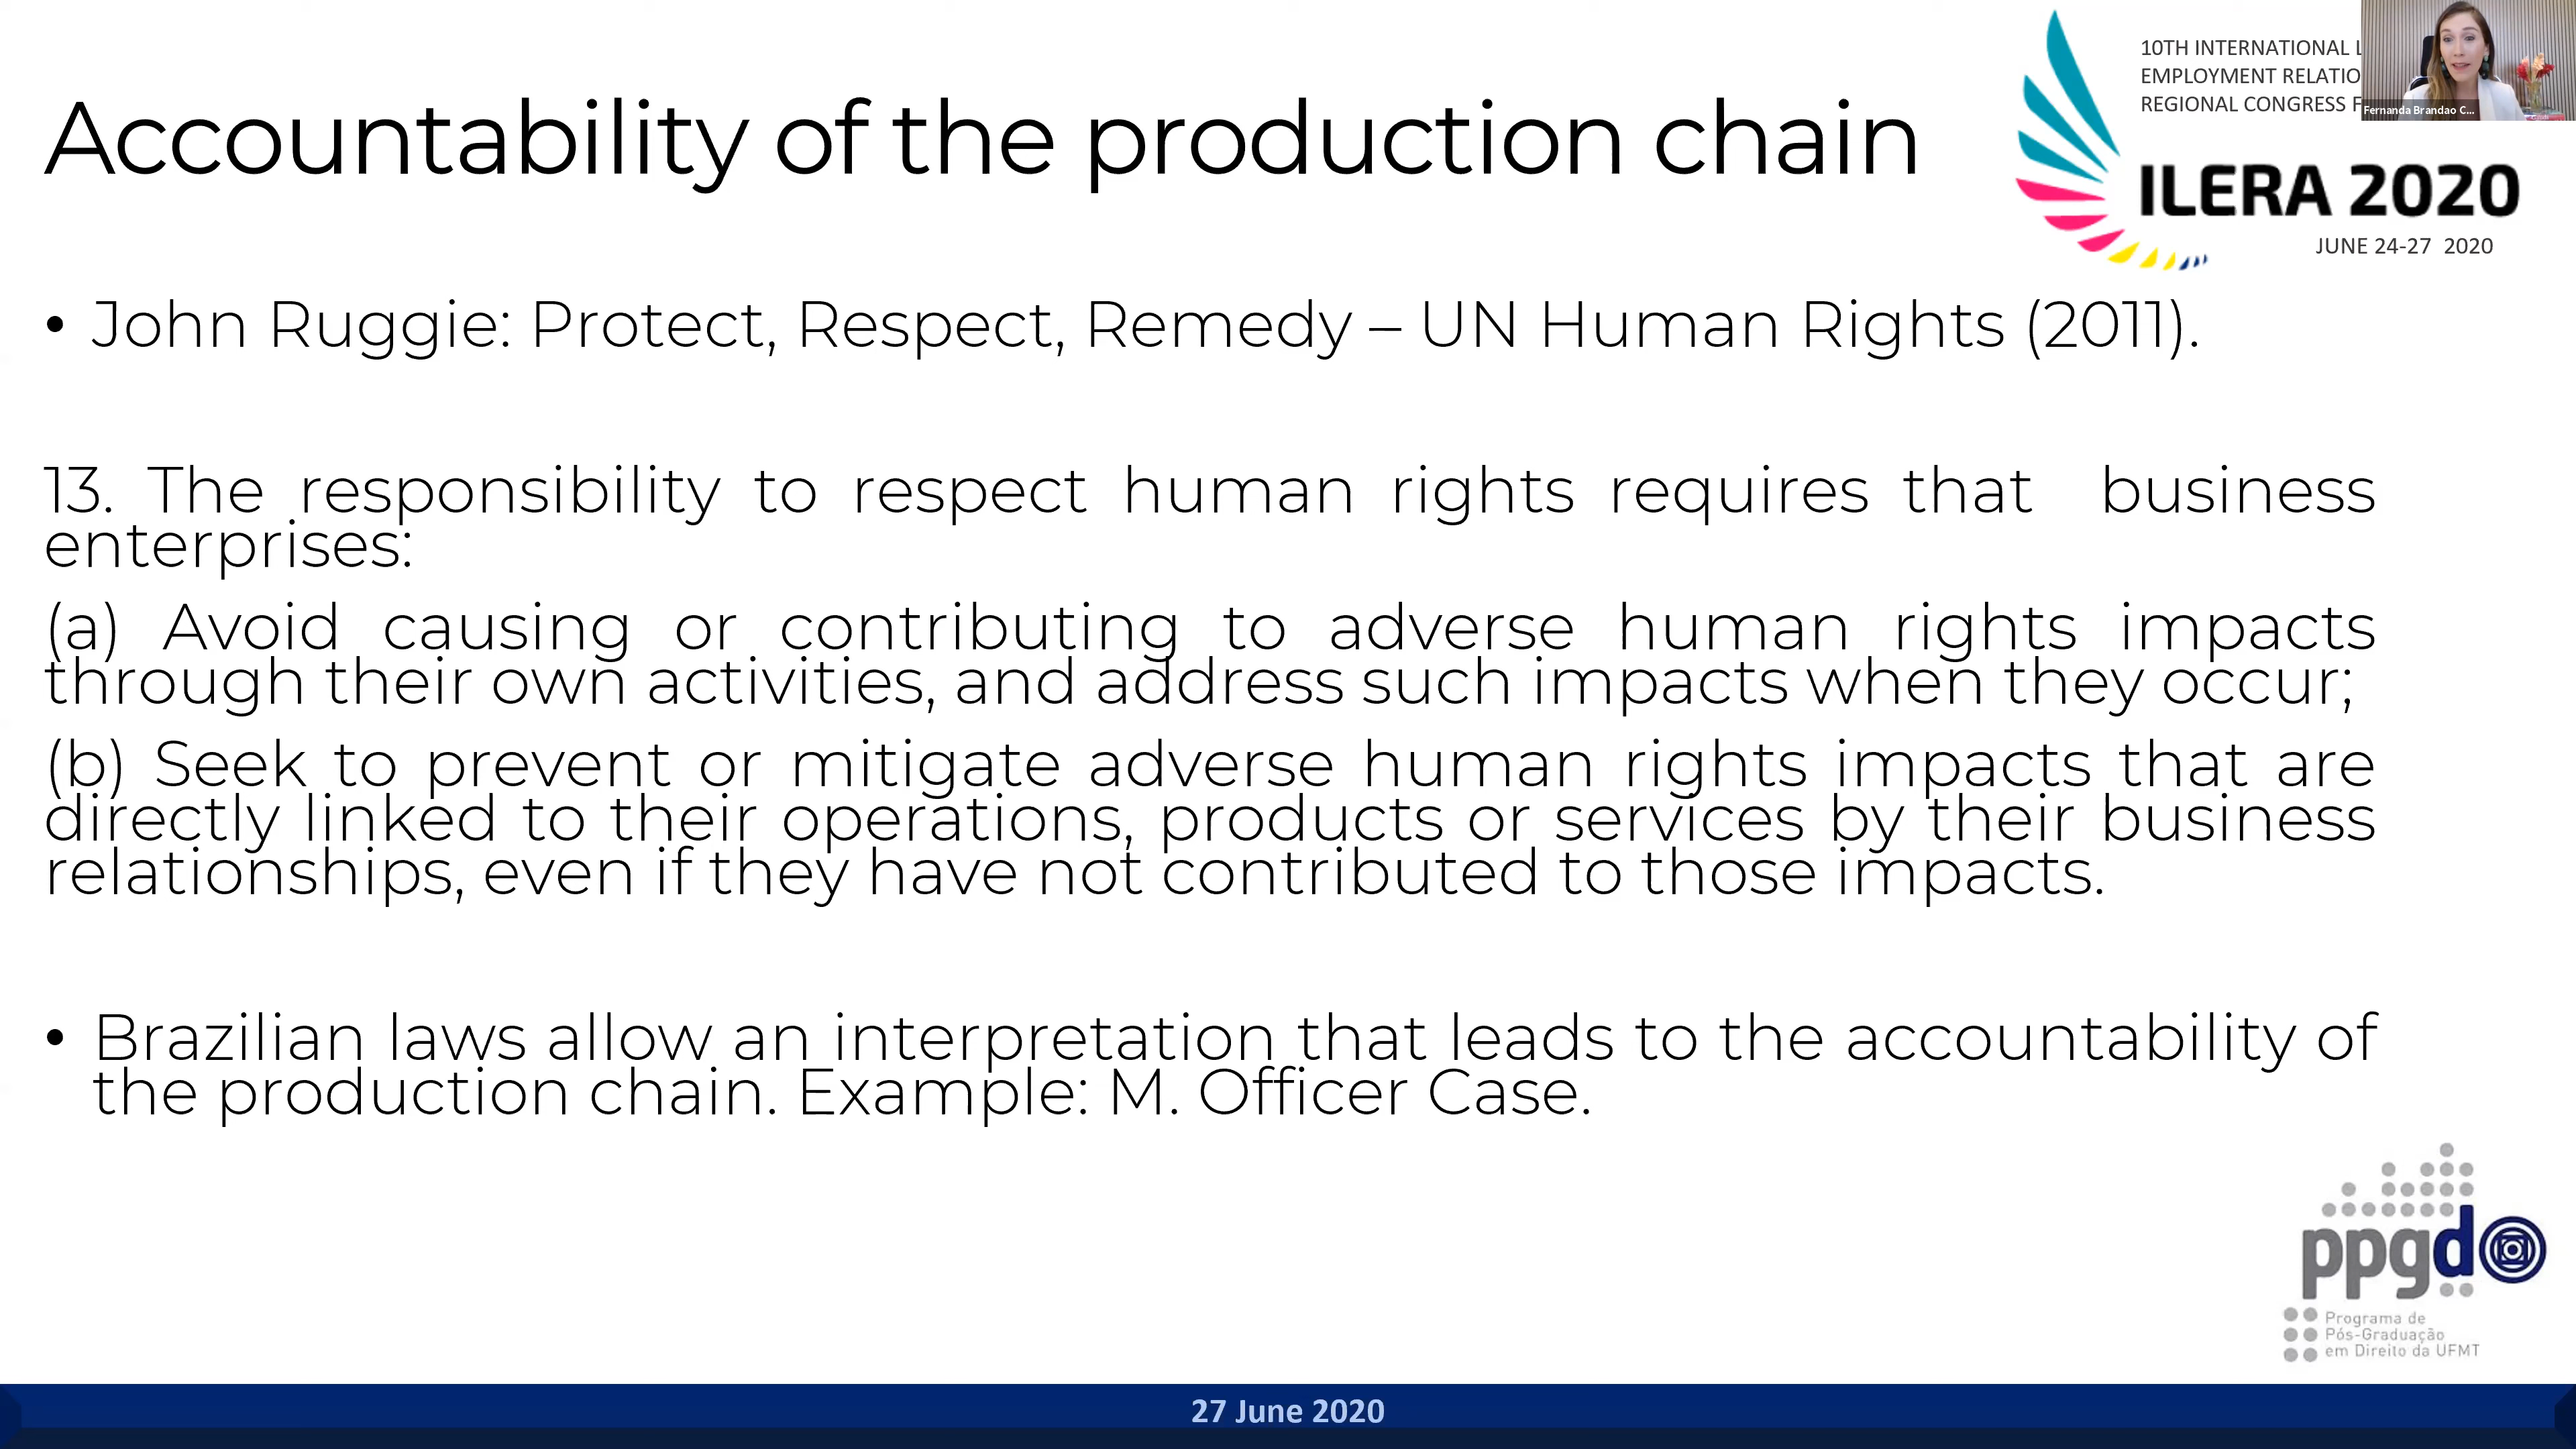 Accountability of the production chain
10TH INTERNATIONAL
EMPLOYMENT RELATIO
REGIONAL CONGRESS F
Fernanda Brandao C...
ILERA 2020
JUNE 24-27 2020
• John Ruggie: Protect, Respect, Remedy – UN Human Rights (2011).
13. The responsibility to respect human rights requires that business
enterprises:
(a) Avoid causing or contributing to adverse human rights impacts
through their own activities, and address such impacts when they occur;
(b) Seek to prevent or mitigate adverse human rights impacts that are
directly linked to their operations, products or services by their business
relationships, even if they have not contributed to those impacts.
• Brazilian laws allow an interpretation that leads to the accountability of
the production chain. Example: M. Officer Case.
ppgd
Programa de
Pós-Graduação
em Direito da UFMT
27 June 2020